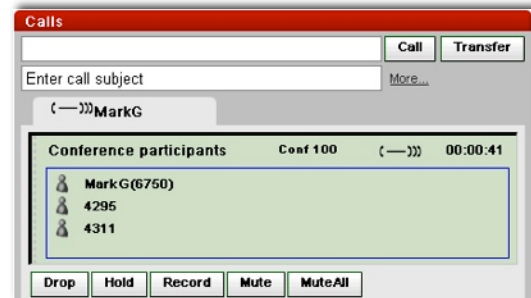 Calls
Call Transfer
Enter call subject More...
MarkG
Conference participants Conf 100 00:00:41
MarkG(6750)
4295
4311
Drop Hold Record Mute MuteAll